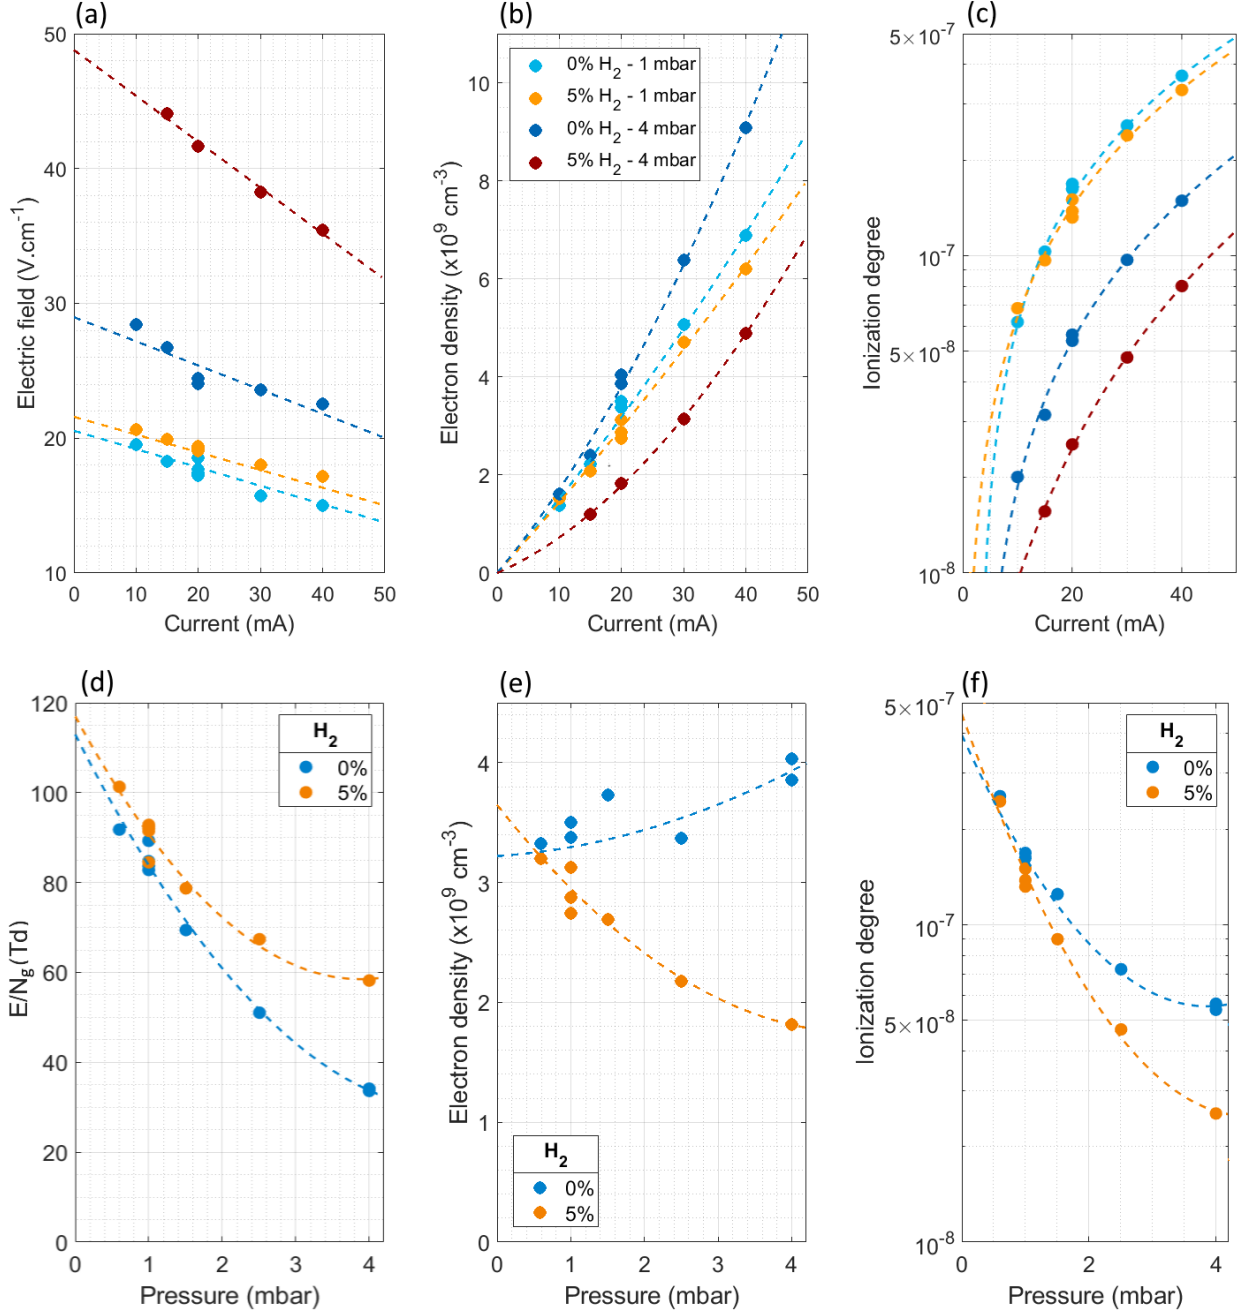 (a)
50
40
30
20
10
Electric field (V.cm⁻¹)
0 10 20 30 40 50
Current (mA)
(b)
10
8
6
4
2
0
Electron density (x10⁹ cm⁻³)
0% H₂ - 1 mbar
5% H₂ - 1 mbar
0% H₂ - 4 mbar
5% H₂ - 4 mbar
0 10 20 30 40 50
Current (mA)
(c)
5×10⁻⁷
10⁻⁷
5×10⁻⁸
10⁻⁸
Ionization degree
0 20 40
Current (mA)
(d)
120
100
80
60
40
20
0
E/N_g (Td)
H₂
0%
5%
0 1 2 3 4
Pressure (mbar)
(e)
4
3
2
1
0
Electron density (x10⁹ cm⁻³)
H₂
0%
5%
0 1 2 3 4
Pressure (mbar)
(f)
5×10⁻⁷
10⁻⁷
5×10⁻⁸
10⁻⁸
Ionization degree
H₂
0%
5%
0 2 4
Pressure (mbar)